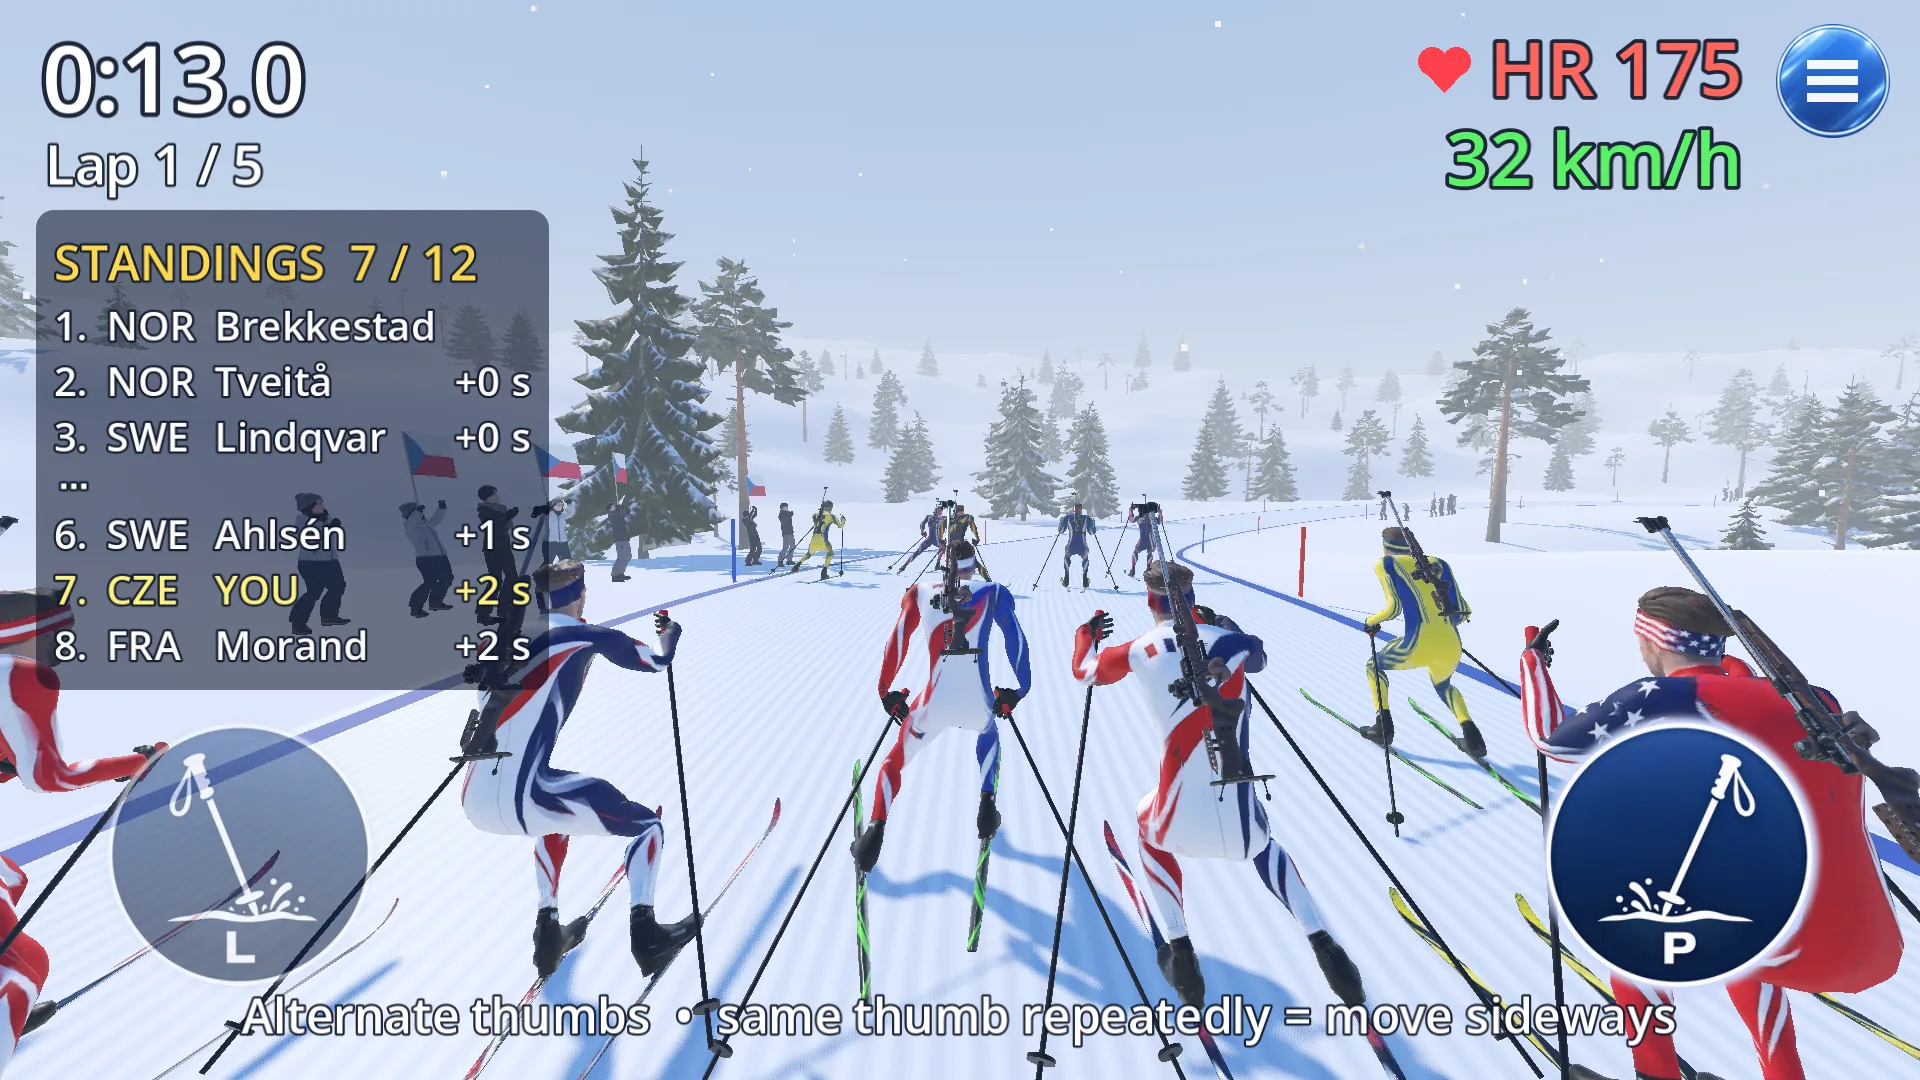 0:13.0
Lap 1 / 5
HR 175
32 km/h
STANDINGS 7 / 12
1. NOR Brekkestad
2. NOR Tveitå +0 s
3. SWE Lindqvar +0 s
...
6. SWE Ahlsén +1 s
7. CZE YOU +2 s
8. FRA Morand +2 s
L
P
Alternate thumbs • same thumb repeatedly = move sideways